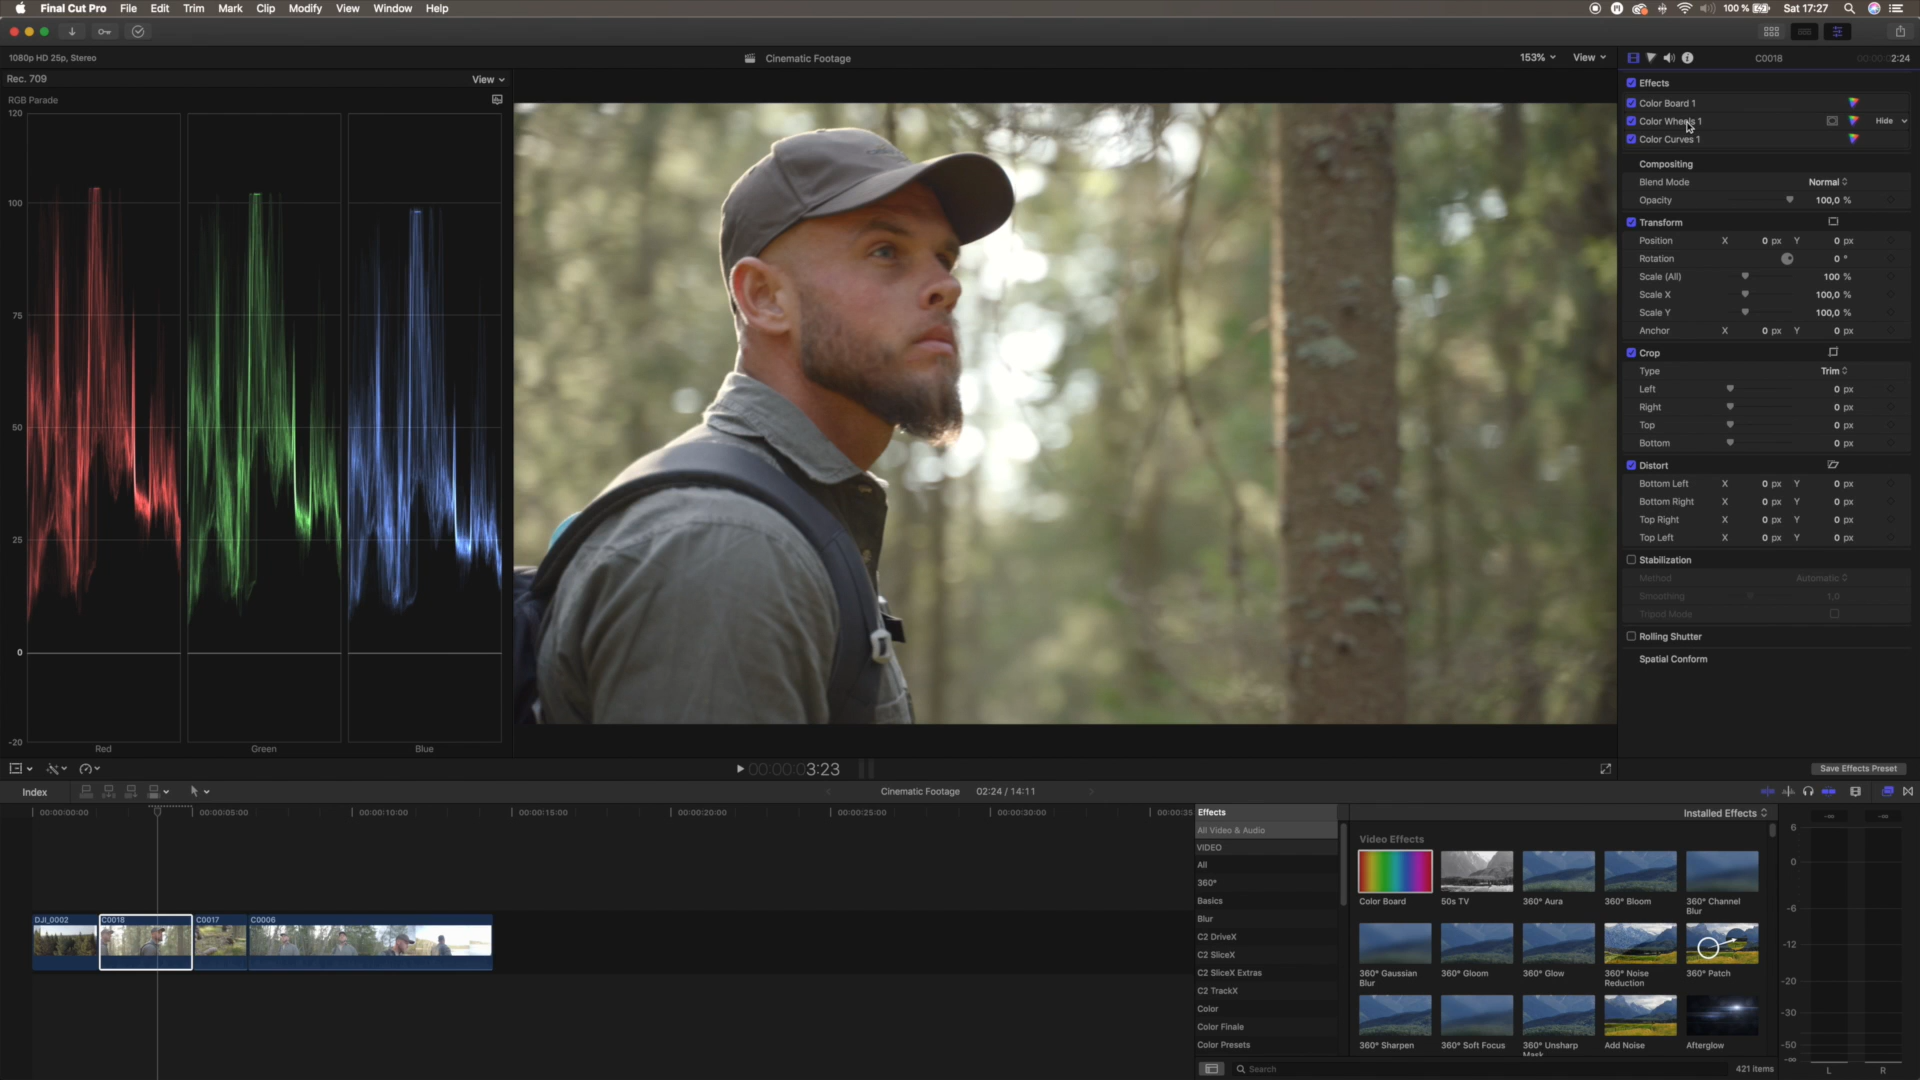 Final Cut Pro File Edit Trim Mark Clip Modify View Window Help
100 % Sat 17:27
1080p HD 25p, Stereo
Cinematic Footage
153% View
C0018
2:24
Rec. 709
View
RGB Parade
120
100
75
50
25
0
-20
Red
Green
Blue
Effects
Color Board 1
Color Wheels 1
Hide
Color Curves 1
Compositing
Blend Mode Normal
Opacity 100,0 %
Transform
Position X 0 px Y 0 px
Rotation 0 °
Scale (All) 100 %
Scale X 100,0 %
Scale Y 100,0 %
Anchor X 0 px Y 0 px
Crop
Type Trim
Left 0 px
Right 0 px
Top 0 px
Bottom 0 px
Distort
Bottom Left X 0 px Y 0 px
Bottom Right X 0 px Y 0 px
Top Right X 0 px Y 0 px
Top Left X 0 px Y 0 px
Stabilization
Method Automatic
Smoothing 1,0
Tripod Mode
Rolling Shutter
Spatial Conform
Save Effects Preset
00:00:03:23
Index
Cinematic Footage 02:24 / 14:11
00:00:00:00 00:00:05:00 00:00:10:00 00:00:15:00 00:00:20:00 00:00:25:00 00:00:30:00 00:00:35
DJI_0002
C0018
C0017
C0006
Effects
All Video & Audio
VIDEO
All
360°
Basics
Blur
C2 DriveX
C2 SliceX
C2 SliceX Extras
C2 TrackX
Color
Color Finale
Color Presets
Installed Effects
Video Effects
Color Board
50s TV
360° Aura
360° Bloom
360° Channel
Blur
360° Gaussian
Blur
360° Gloom
360° Glow
360° Noise
Reduction
360° Patch
360° Sharpen
360° Soft Focus
360° Unsharp
Mask
Add Noise
Afterglow
Search
421 items
-∞ -∞
6
0
-6
-12
-20
-30
-50
-∞
L R